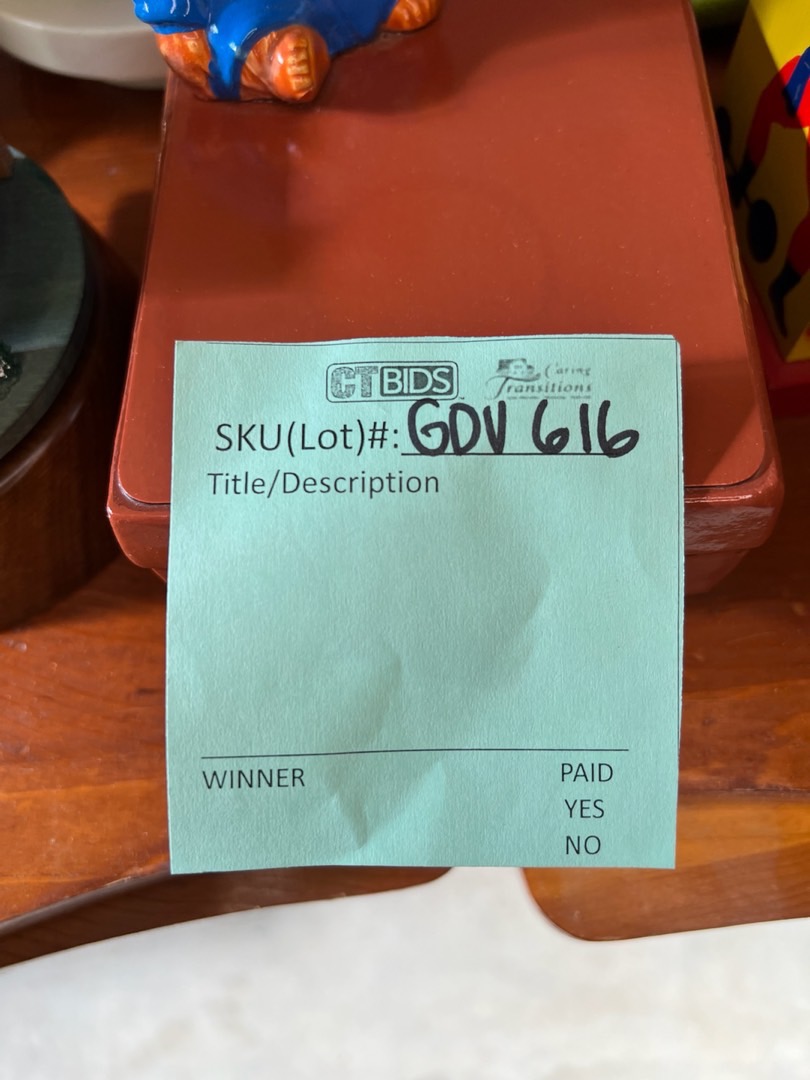 CTBIDS
Caring
Transitions
SKU(Lot)#: GDV 616
Title/Description
WINNER
PAID
YES
NO